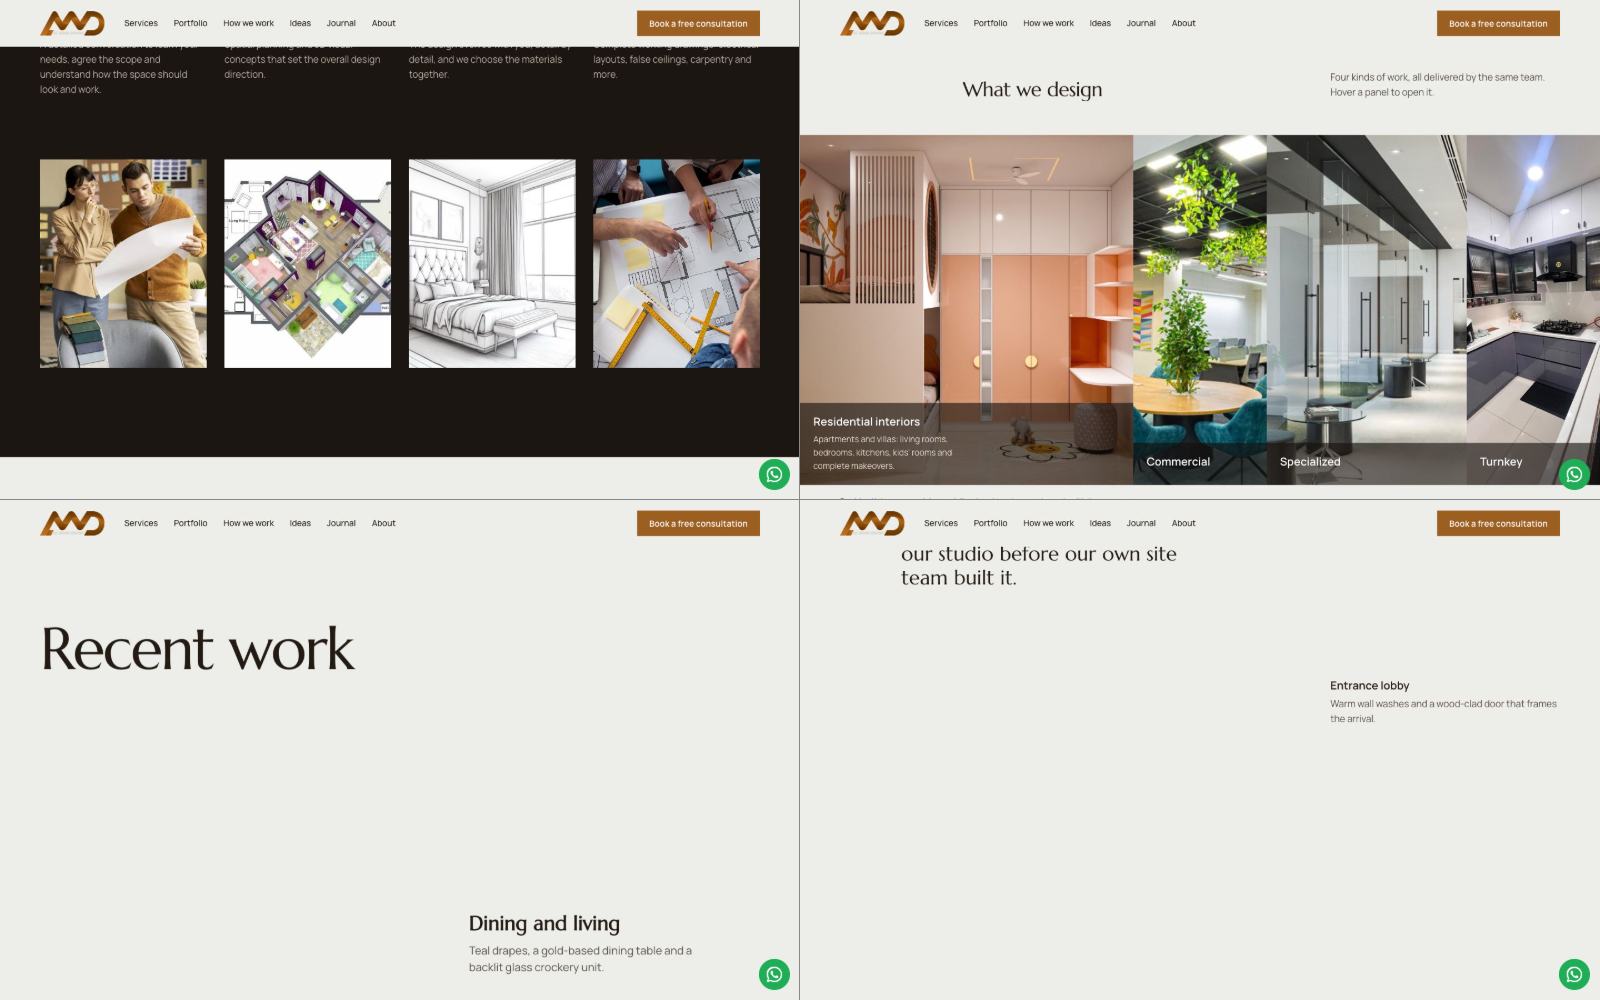 Services Portfolio How we work Ideas Journal About
Book a free consultation
needs, agree the scope and
understand how the space should
look and work.
concepts that set the overall design
direction.
detail, and we choose the materials
together.
layouts, false ceilings, carpentry and
more.
Services Portfolio How we work Ideas Journal About
Book a free consultation
What we design
Four kinds of work, all delivered by the same team.
Hover a panel to open it.
Residential interiors
Apartments and villas: living rooms,
bedrooms, kitchens, kids' rooms and
complete makeovers.
Commercial
Specialized
Turnkey
Services Portfolio How we work Ideas Journal About
Book a free consultation
Recent work
Dining and living
Teal drapes, a gold-based dining table and a
backlit glass crockery unit.
Services Portfolio How we work Ideas Journal About
Book a free consultation
our studio before our own site
team built it.
Entrance lobby
Warm wall washes and a wood-clad door that frames
the arrival.